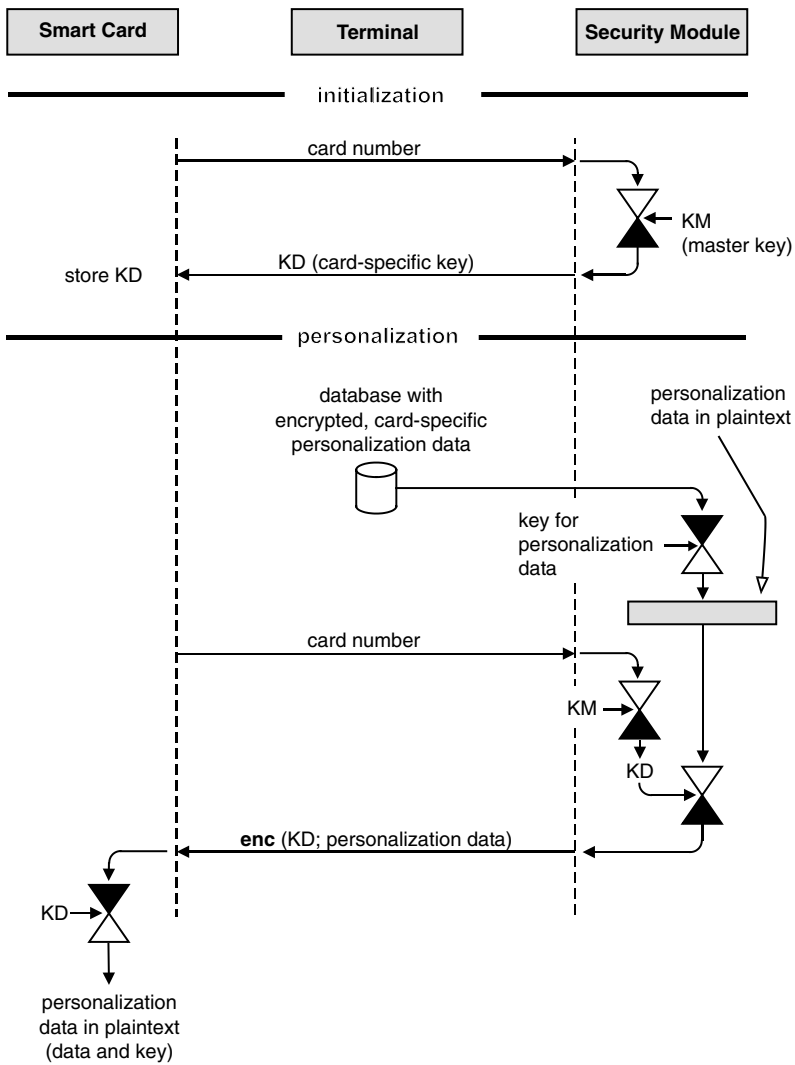 Smart Card
Terminal
Security Module
initialization
card number
KM
(master key)
KD (card-specific key)
store KD
personalization
database with
encrypted, card-specific
personalization data
personalization
data in plaintext
key for
personalization
data
card number
KM
KD
enc (KD; personalization data)
KD
personalization
data in plaintext
(data and key)